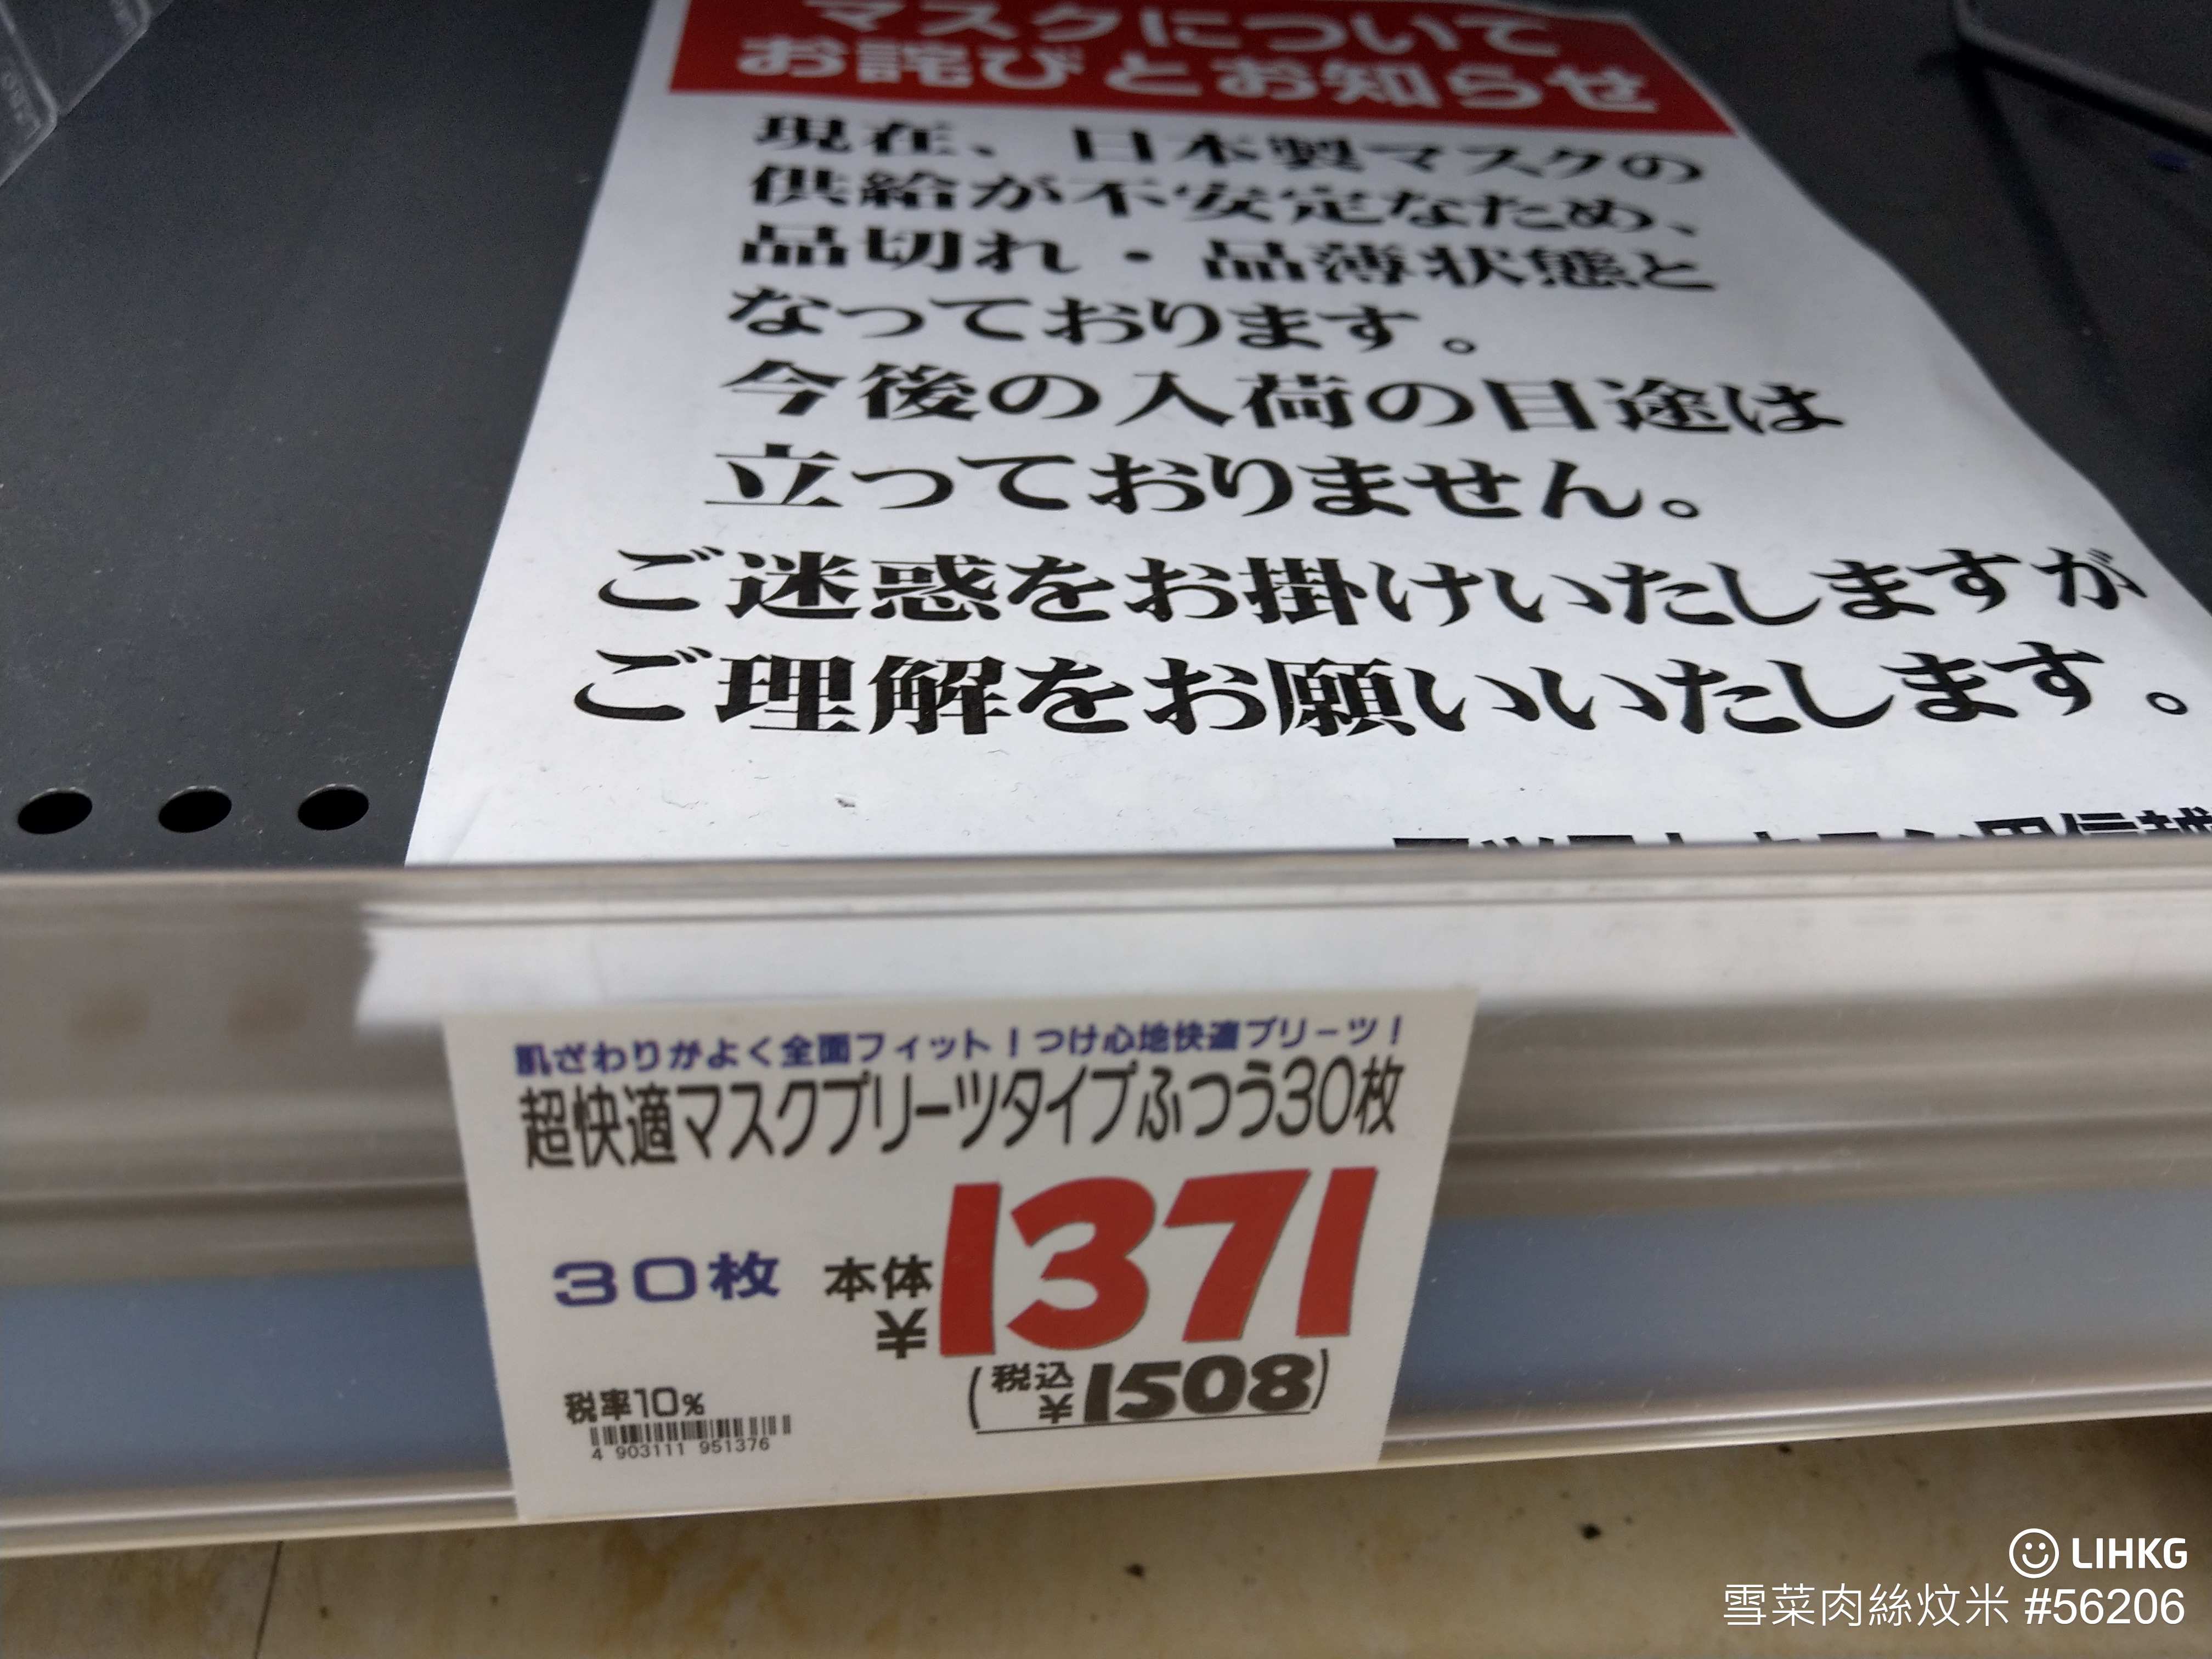 マスクについて
お詫びとお知らせ
現在、日本製マスクの
供給が不安定なため、
品切れ・品薄状態と
なっております。
今後の入荷の目途は
立っておりません。
ご迷惑をお掛けいたしますが
ご理解をお願いいたします。
肌ざわりがよく全面フィット!つけ心地快適プリーツ!
超快適マスクプリーツタイプふつう30枚
30枚 本体 ¥1371
(税込 ¥1508)
税率10%
4 903111 951376
LIHKG
雪菜肉絲炆米 #56206